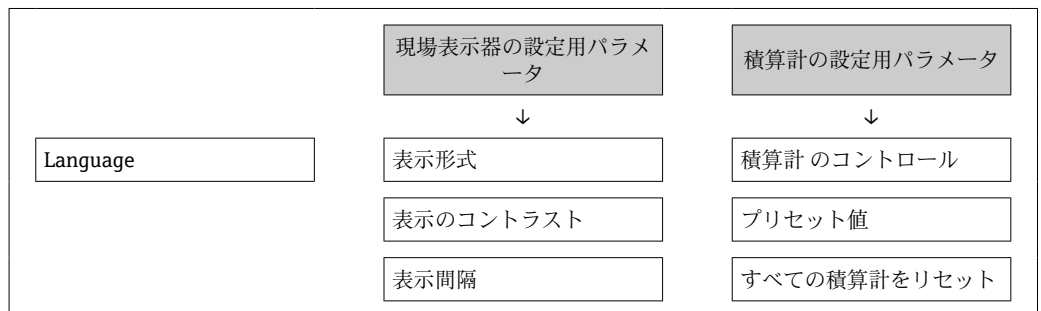 現場表示器の設定用パラメ
ータ
積算計の設定用パラメータ
↓
↓
Language
表示形式
積算計 のコントロール
表示のコントラスト
プリセット値
表示間隔
すべての積算計をリセット